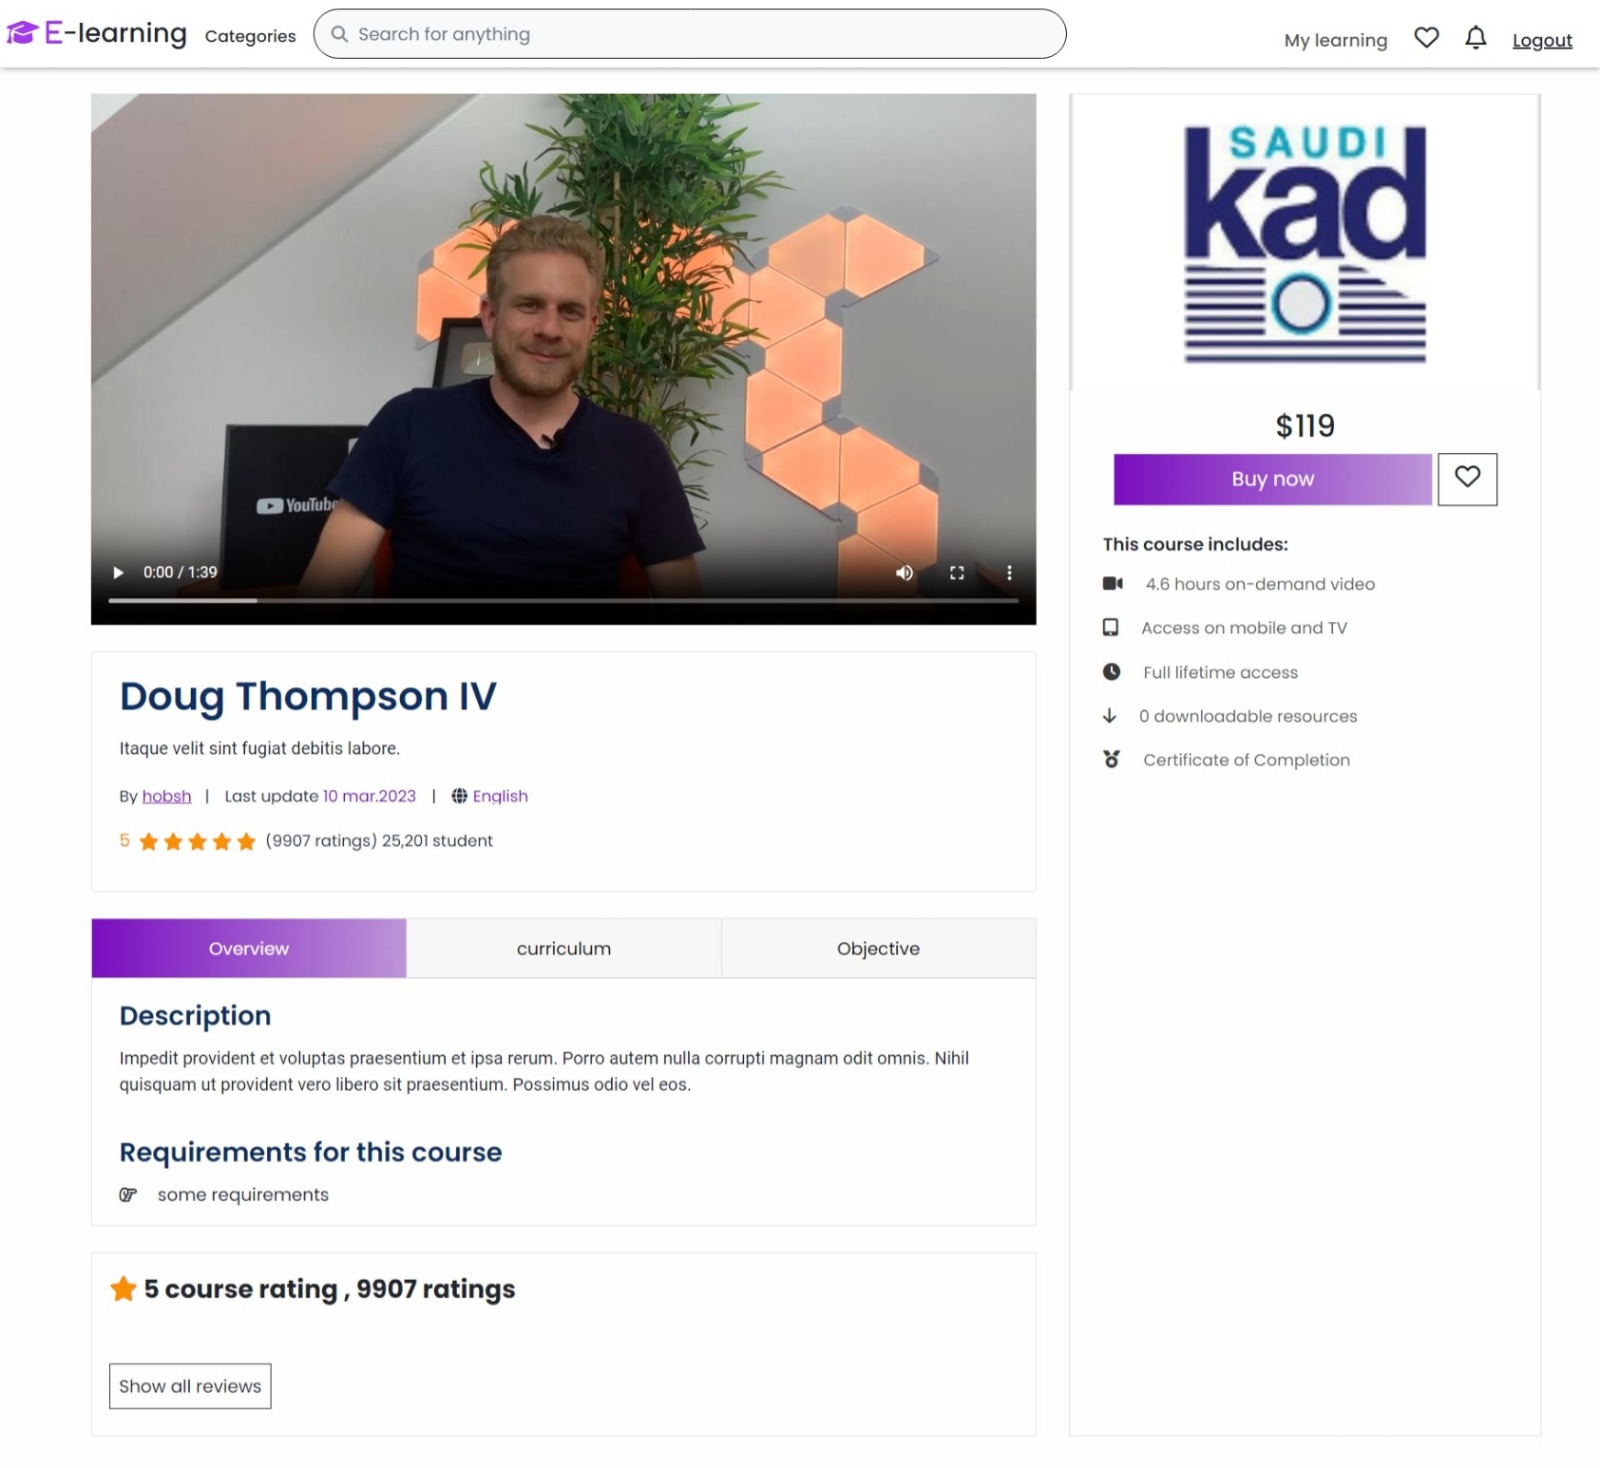 E-learning Categories Search for anything My learning Logout
YouTube
0:00 / 1:39
SAUDI
kad
$119
Buy now
This course includes:
4.6 hours on-demand video
Access on mobile and TV
Full lifetime access
0 downloadable resources
Certificate of Completion
Doug Thompson IV
Itaque velit sint fugiat debitis labore.
By hobsh | Last update 10 mar.2023 | English
5 (9907 ratings) 25,201 student
Overview curriculum Objective
Description
Impedit provident et voluptas praesentium et ipsa rerum. Porro autem nulla corrupti magnam odit omnis. Nihil
quisquam ut provident vero libero sit praesentium. Possimus odio vel eos.
Requirements for this course
some requirements
5 course rating , 9907 ratings
Show all reviews